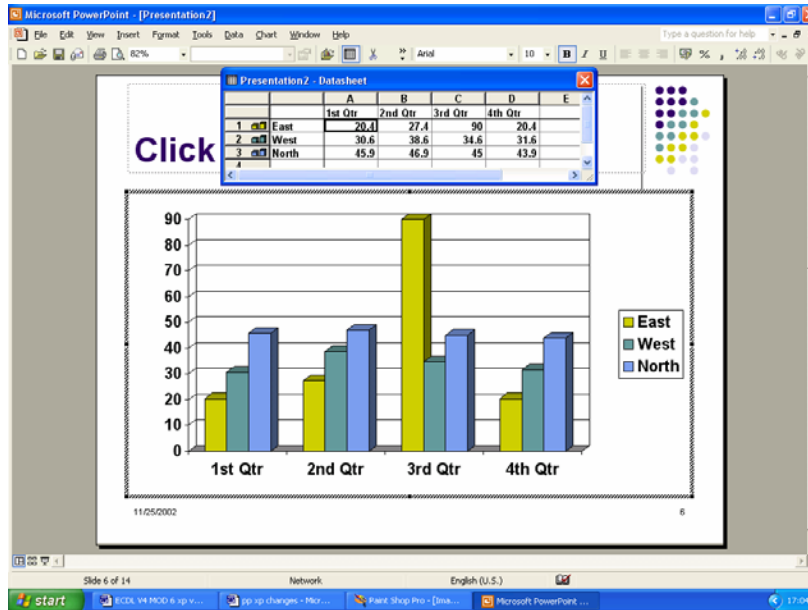 Microsoft PowerPoint - [Presentation2]
File Edit View Insert Format Tools Data Chart Window Help
Type a question for help
82% Arial 10 B I U % ,
Presentation2 - Datasheet
A B C D E
1st Qtr 2nd Qtr 3rd Qtr 4th Qtr
1 East 20.4 27.4 90 20.4
2 West 30.6 38.6 34.6 31.6
3 North 45.9 46.9 45 43.9
4
Click
90
80
70
60
50
40
30
20
10
0
1st Qtr 2nd Qtr 3rd Qtr 4th Qtr
East
West
North
11/25/2002 6
Slide 6 of 14 Network English (U.S.)
start ECDL V4 MOD 6 xp v... pp xp changes - Micr... Paint Shop Pro - [Ima... Microsoft PowerPoint ...